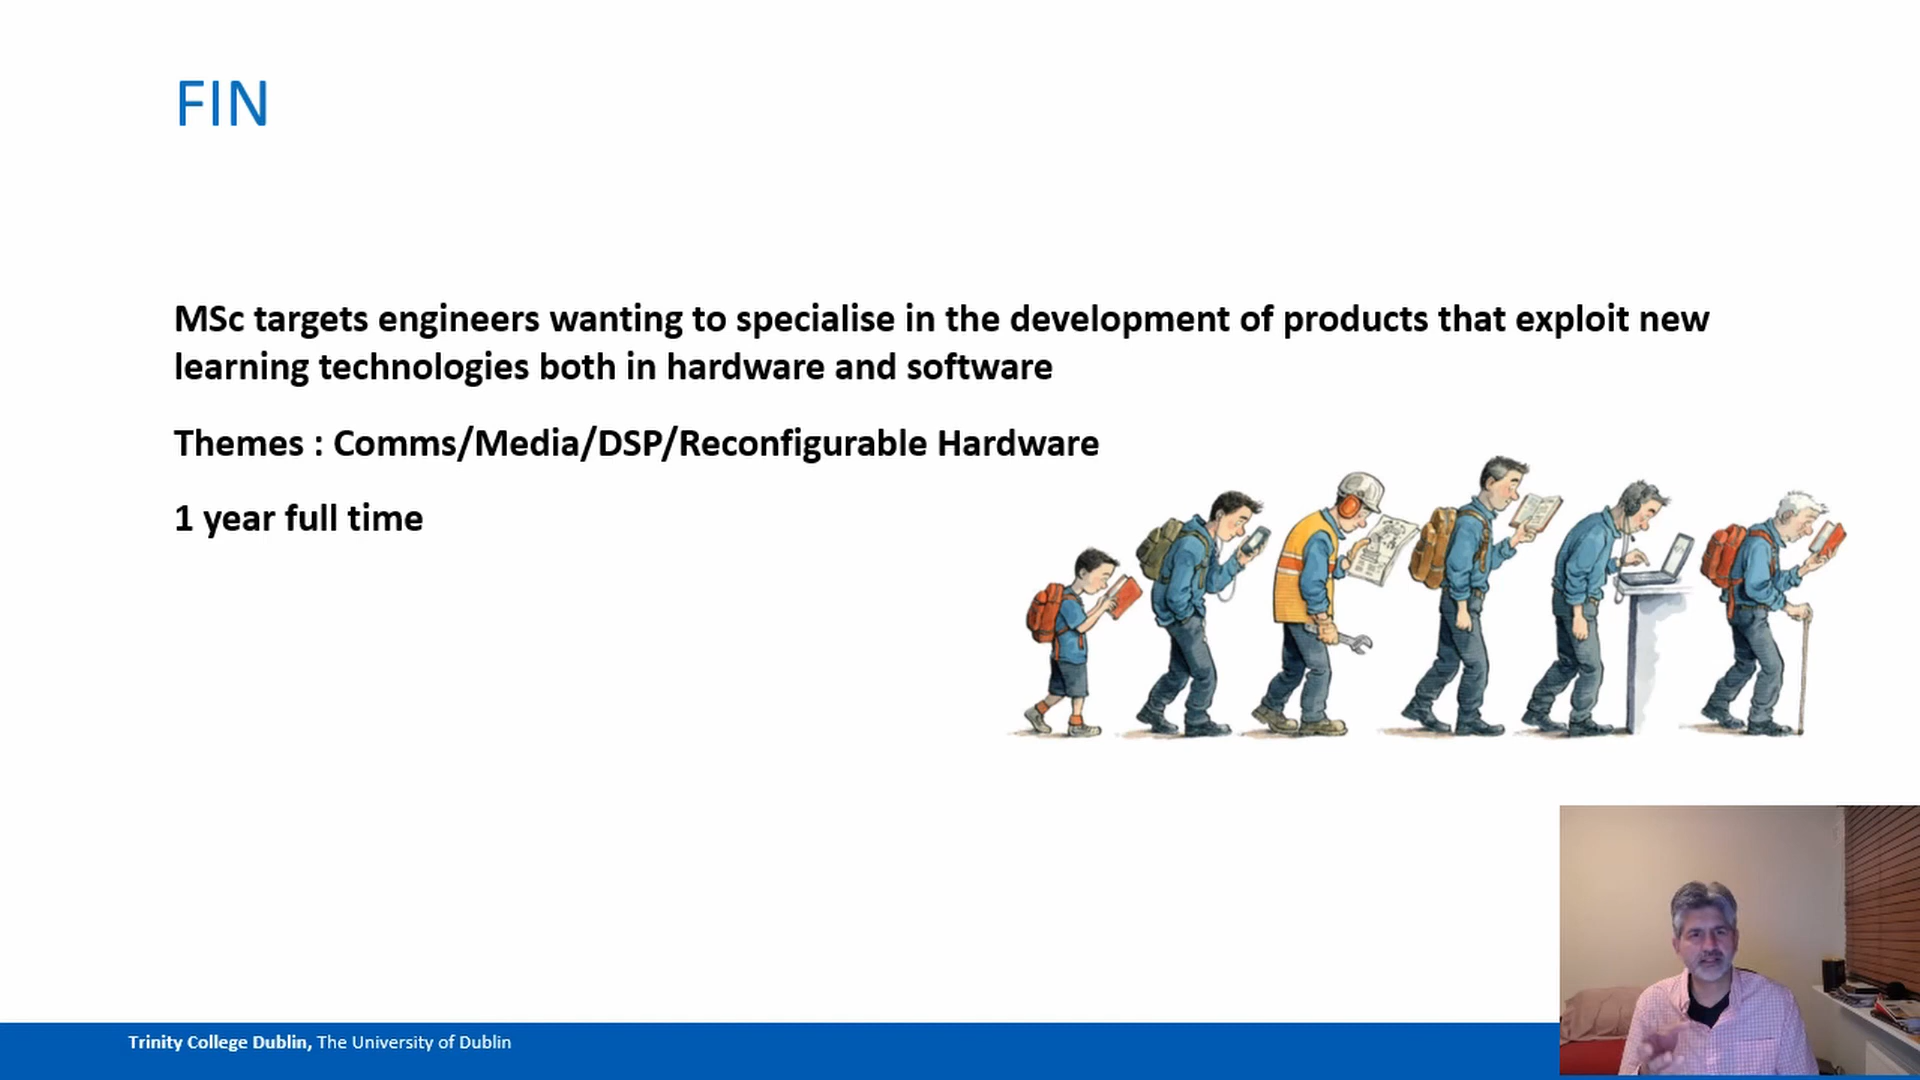 FIN
MSc targets engineers wanting to specialise in the development of products that exploit new
learning technologies both in hardware and software
Themes : Comms/Media/DSP/Reconfigurable Hardware
1 year full time
Trinity College Dublin, The University of Dublin